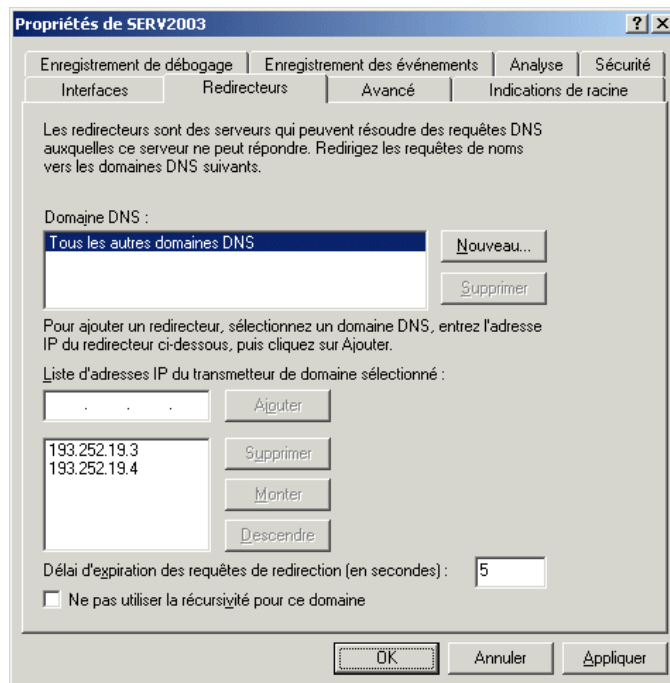 Propriétés de SERV2003
Enregistrement de débogage
Enregistrement des événements
Analyse
Sécurité
Interfaces
Redirecteurs
Avancé
Indications de racine
Les redirecteurs sont des serveurs qui peuvent résoudre des requêtes DNS
auxquelles ce serveur ne peut répondre. Redirigez les requêtes de noms
vers les domaines DNS suivants.
Domaine DNS :
Tous les autres domaines DNS
Nouveau...
Supprimer
Pour ajouter un redirecteur, sélectionnez un domaine DNS, entrez l'adresse
IP du redirecteur ci-dessous, puis cliquez sur Ajouter.
Liste d'adresses IP du transmetteur de domaine sélectionné :
. . .
Ajouter
193.252.19.3
193.252.19.4
Supprimer
Monter
Descendre
Délai d'expiration des requêtes de redirection (en secondes) :
5
Ne pas utiliser la récursivité pour ce domaine
OK
Annuler
Appliquer